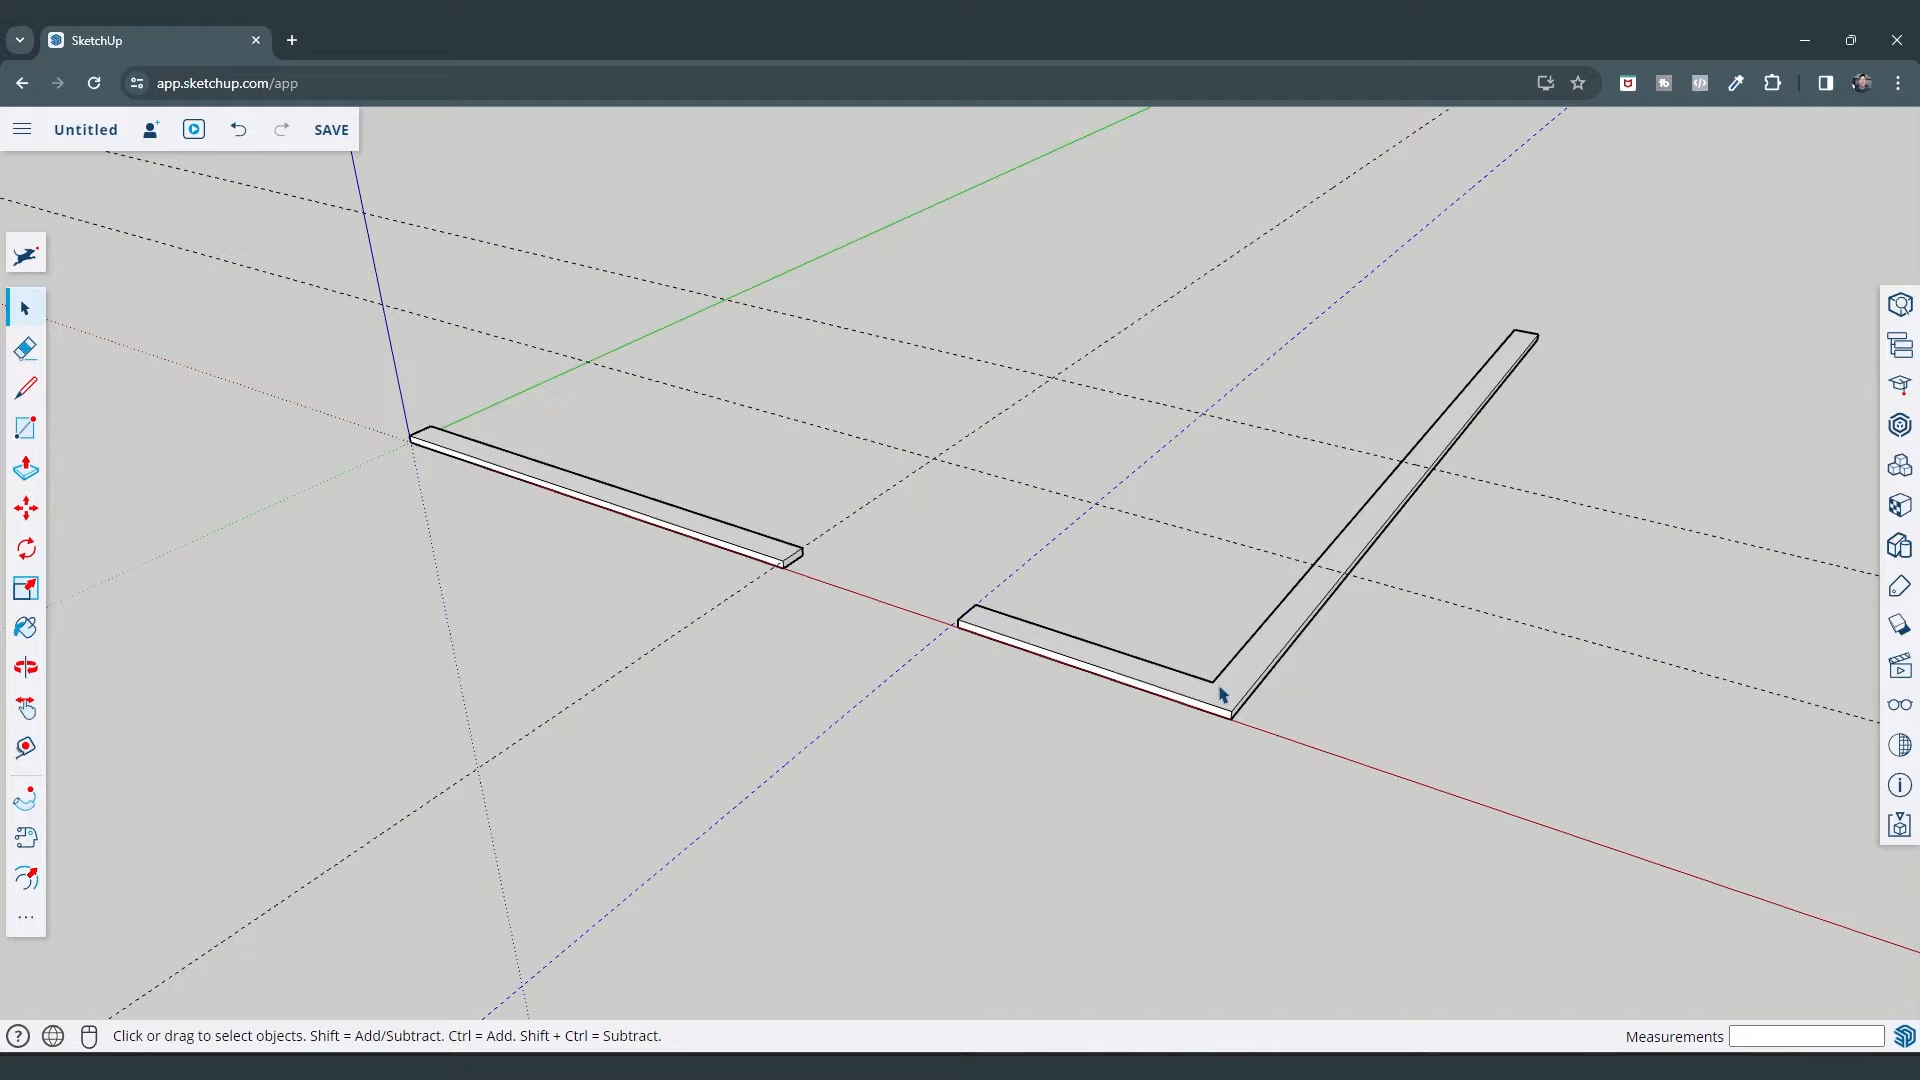 SketchUp
app.sketchup.com/app
Untitled SAVE
Click or drag to select objects. Shift = Add/Subtract. Ctrl = Add. Shift + Ctrl = Subtract.
Measurements